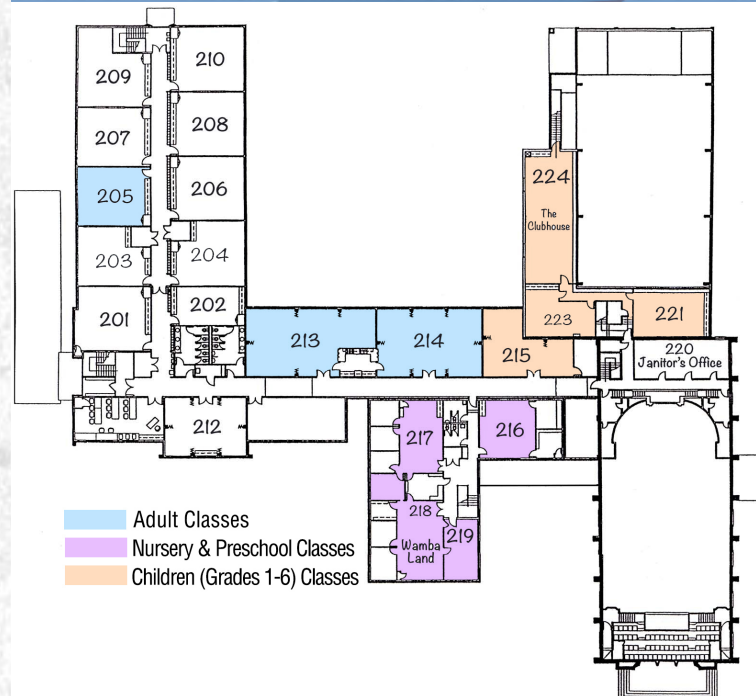 209
210
207
208
205
206
203
204
201
202
224
The
Clubhouse
213
214
215
223
221
220
Janitor's Office
212
217
216
218
Wamba
Land
219
Adult Classes
Nursery & Preschool Classes
Children (Grades 1-6) Classes